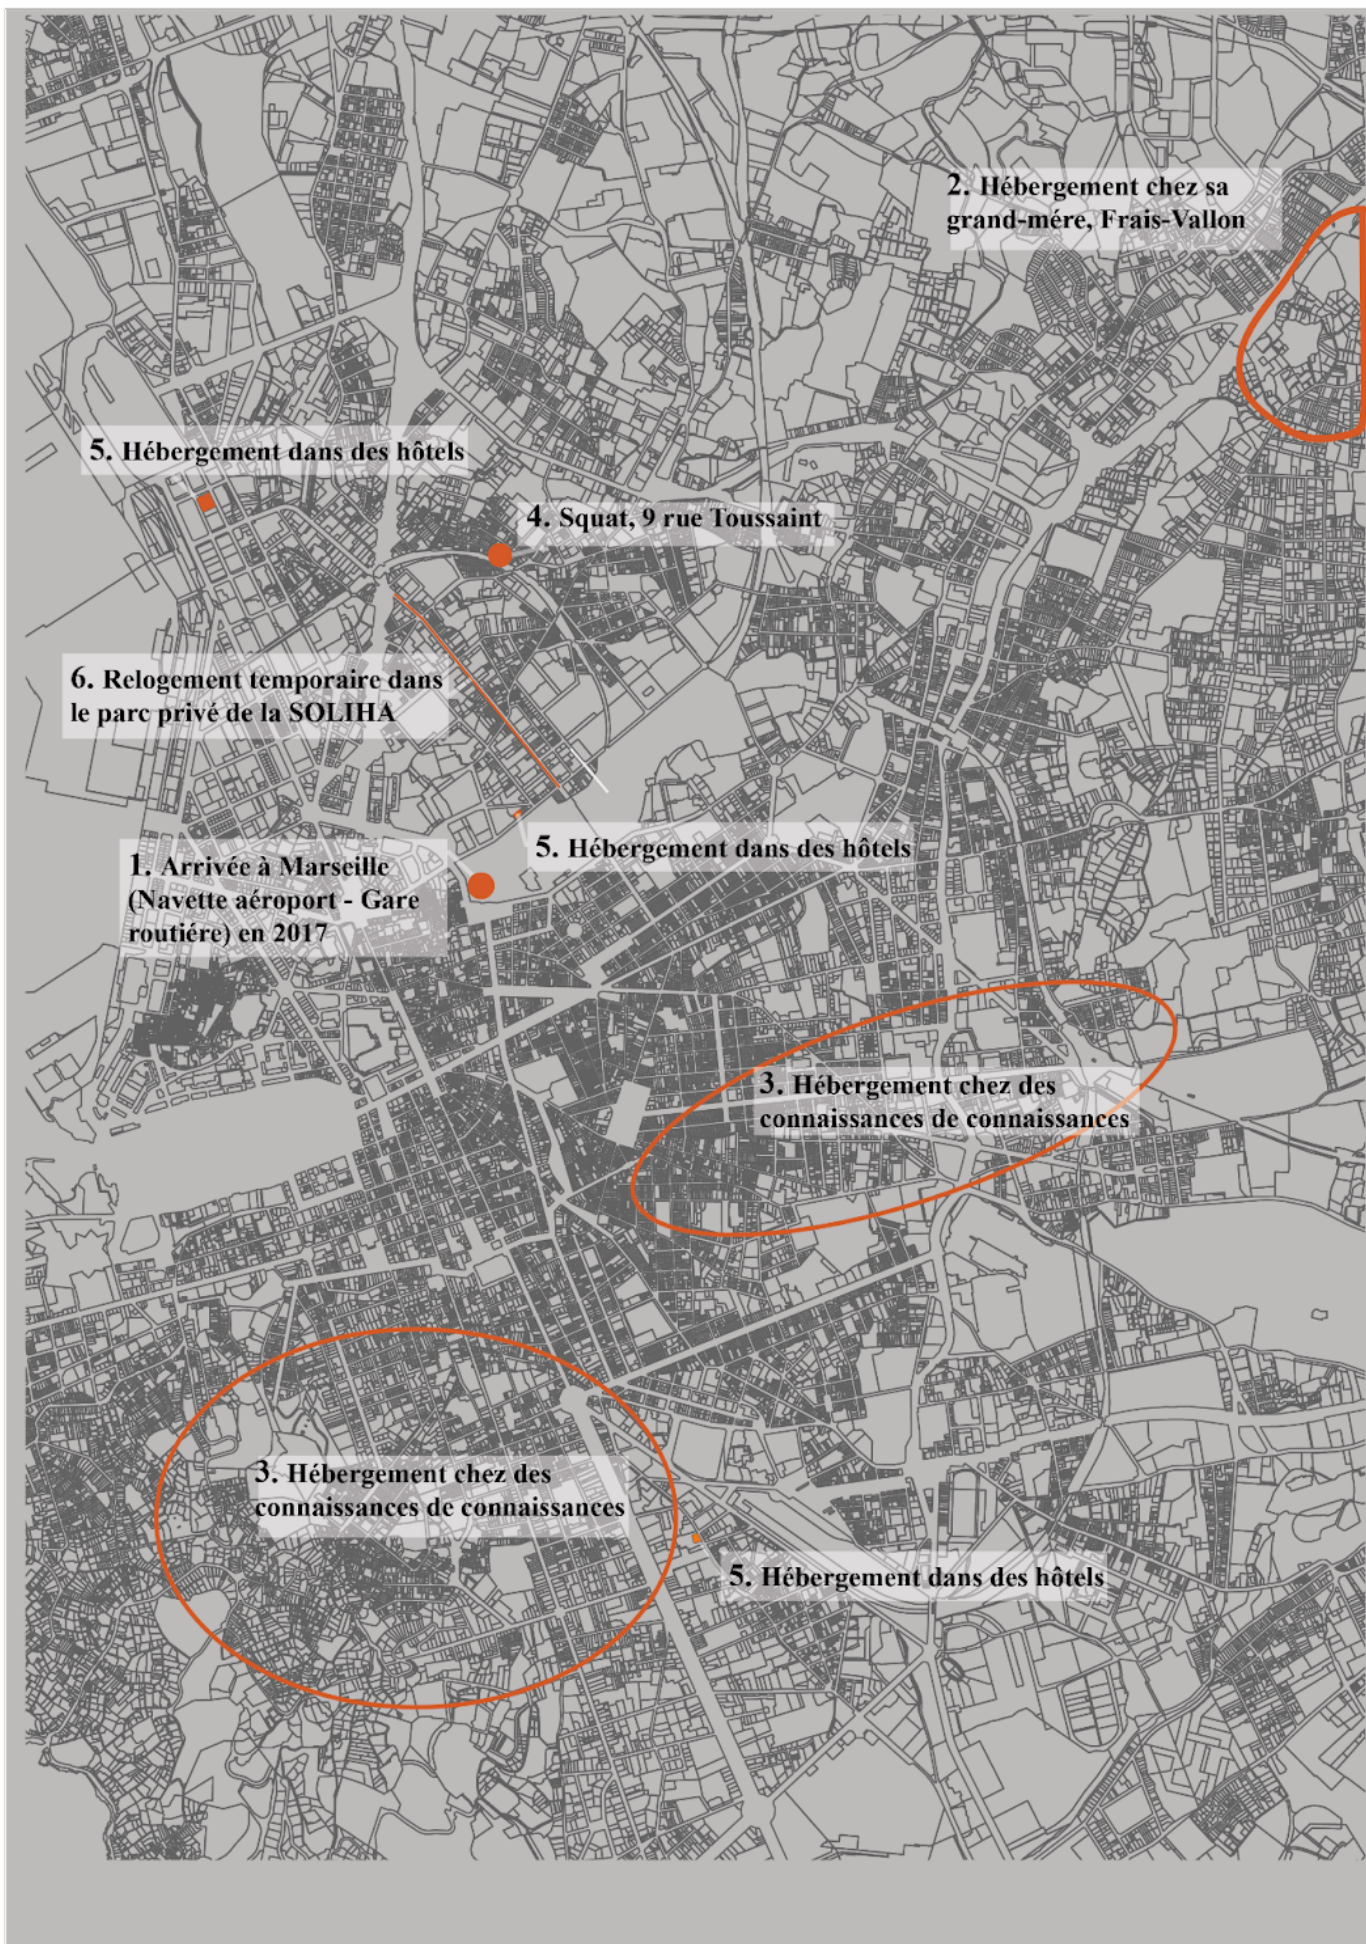 2. Hébergement chez sa
grand-mére, Frais-Vallon
5. Hébergement dans des hôtels
4. Squat, 9 rue Toussaint
6. Relogement temporaire dans
le parc privé de la SOLIHA
5. Hébergement dans des hôtels
1. Arrivée à Marseille
(Navette aéroport - Gare
routiére) en 2017
3. Hébergement chez des
connaissances de connaissances
3. Hébergement chez des
connaissances de connaissances
5. Hébergement dans des hôtels